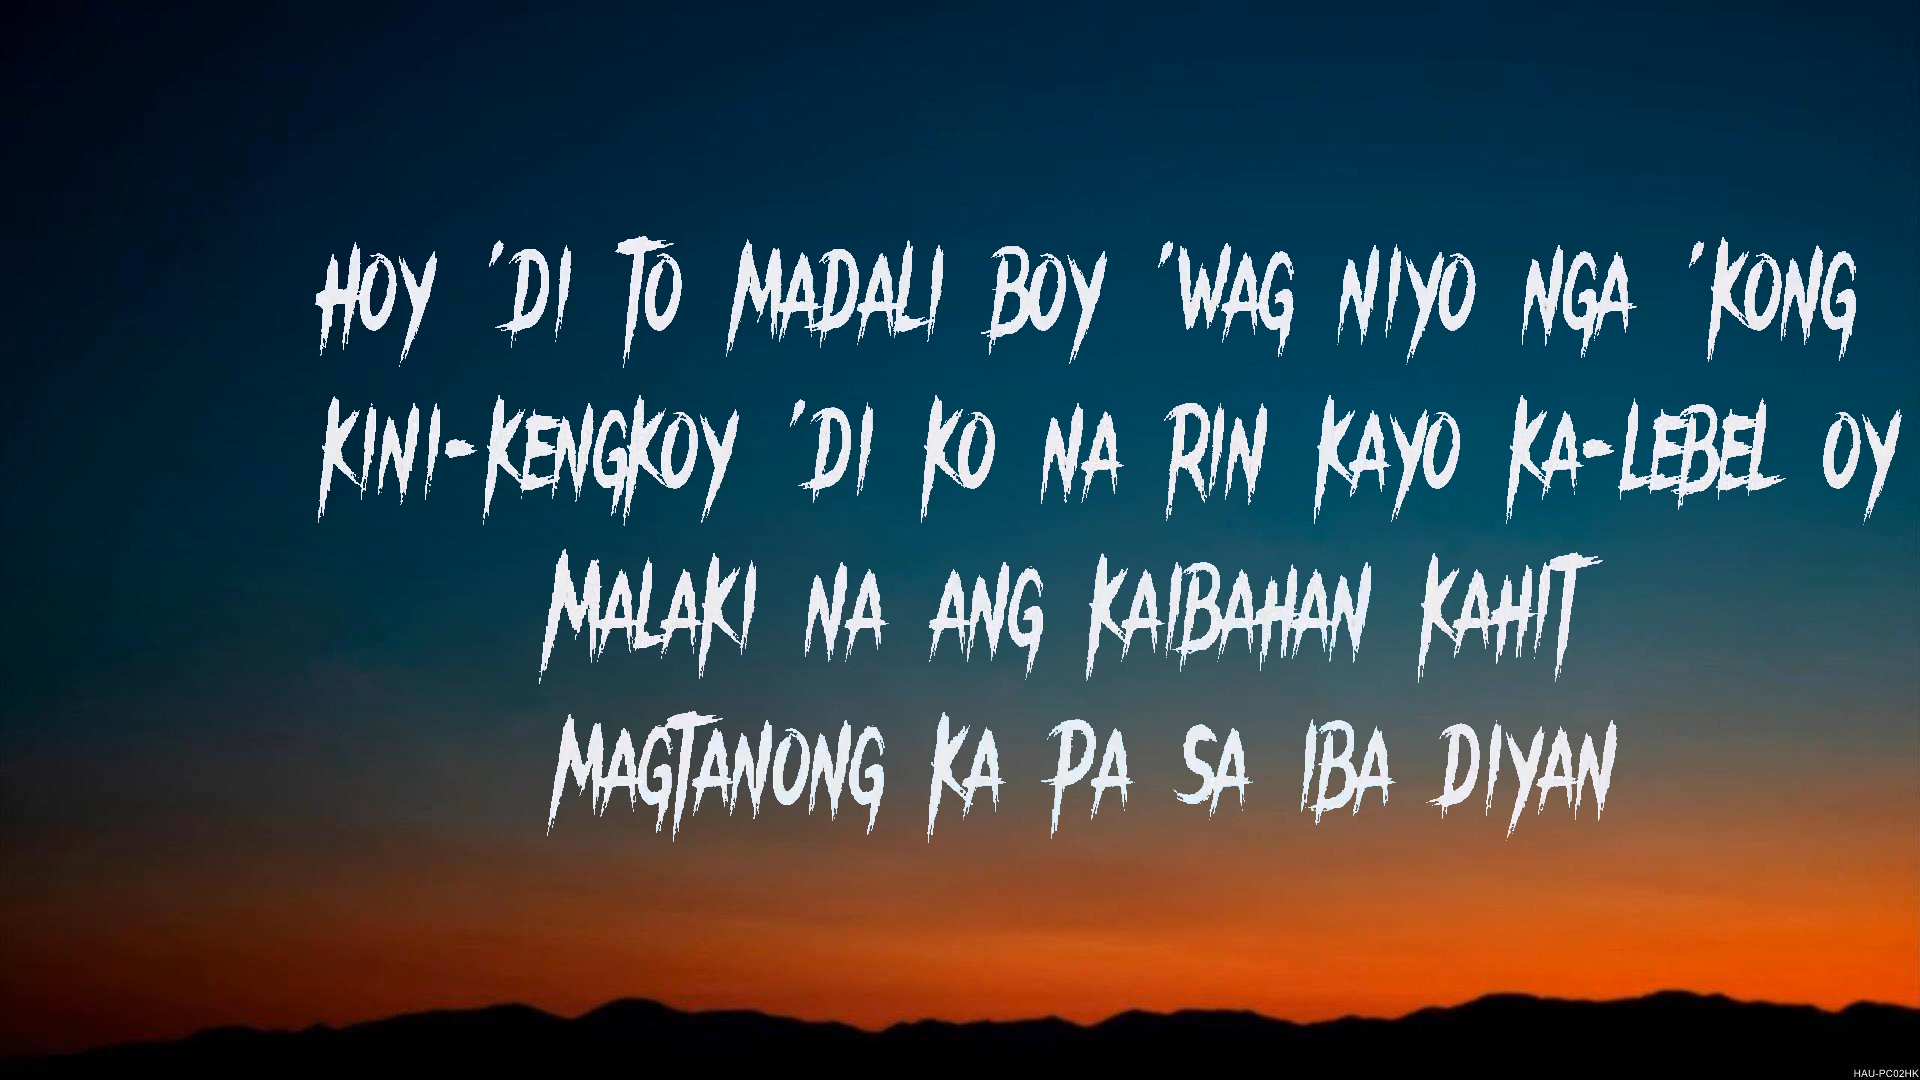 HOY 'DI TO MADALI BOY 'WAG NIYO NGA 'KONG
KINI-KENGKOY 'DI KO NA RIN KAYO KA-LEBEL OY
MALAKI NA ANG KAIBAHAN KAHIT
MAGTANONG KA PA SA IBA DIYAN
HAU-PC02HK